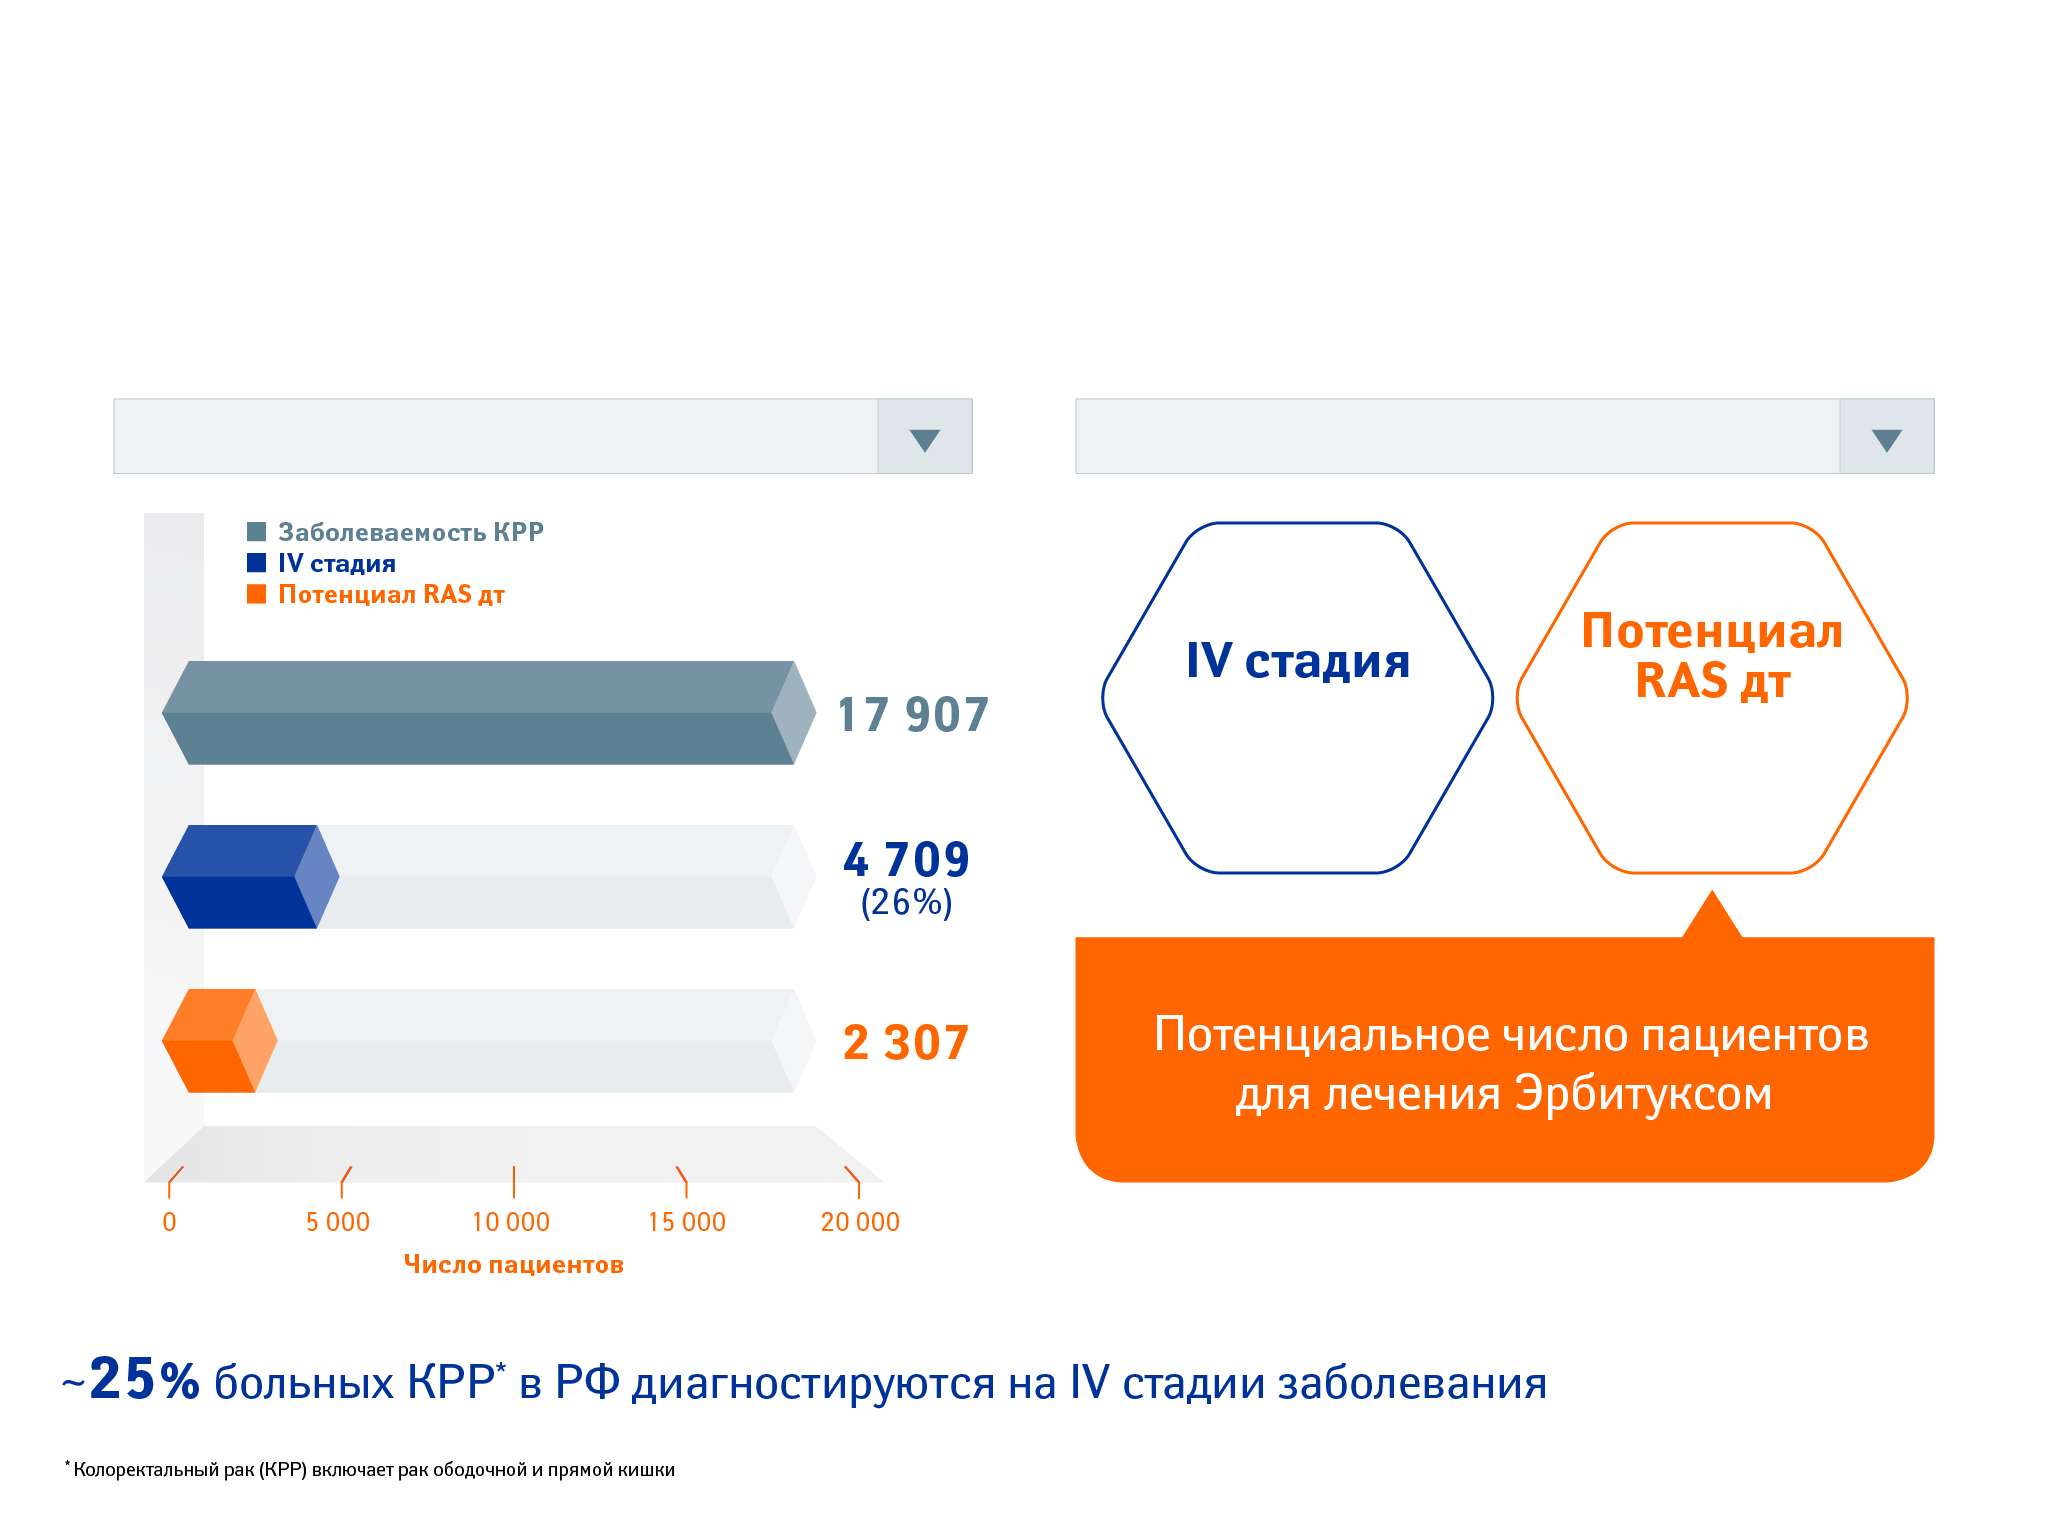 Заболеваемость КРР
IV стадия
Потенциал RAS дт
17 907
4 709
(26%)
2 307
0
5 000
10 000
15 000
20 000
Число пациентов
IV стадия
Потенциал
RAS дт
Потенциальное число пациентов
для лечения Эрбитуксом
~25% больных КРР* в РФ диагностируются на IV стадии заболевания
* Колоректальный рак (КРР) включает рак ободочной и прямой кишки